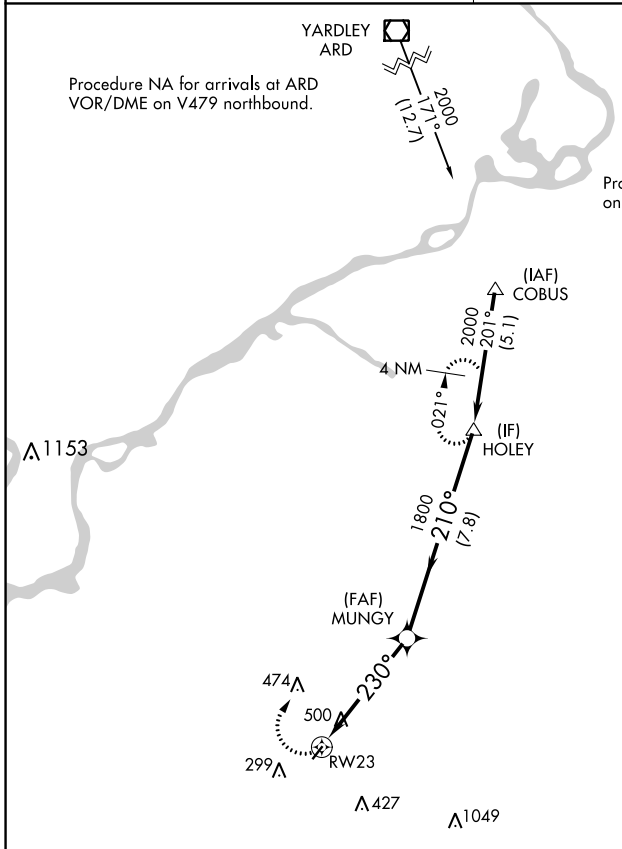 YARDLEY
ARD
Procedure NA for arrivals at ARD
VOR/DME on V479 northbound.
2000
171°
(12.7)
Pro
on
(IAF)
COBUS
2000
201°
(5.1)
4 NM
021°
(IF)
HOLEY
1153
1800
210°
(7.8)
(FAF)
MUNGY
230°
474
500
RW23
299
427
1049